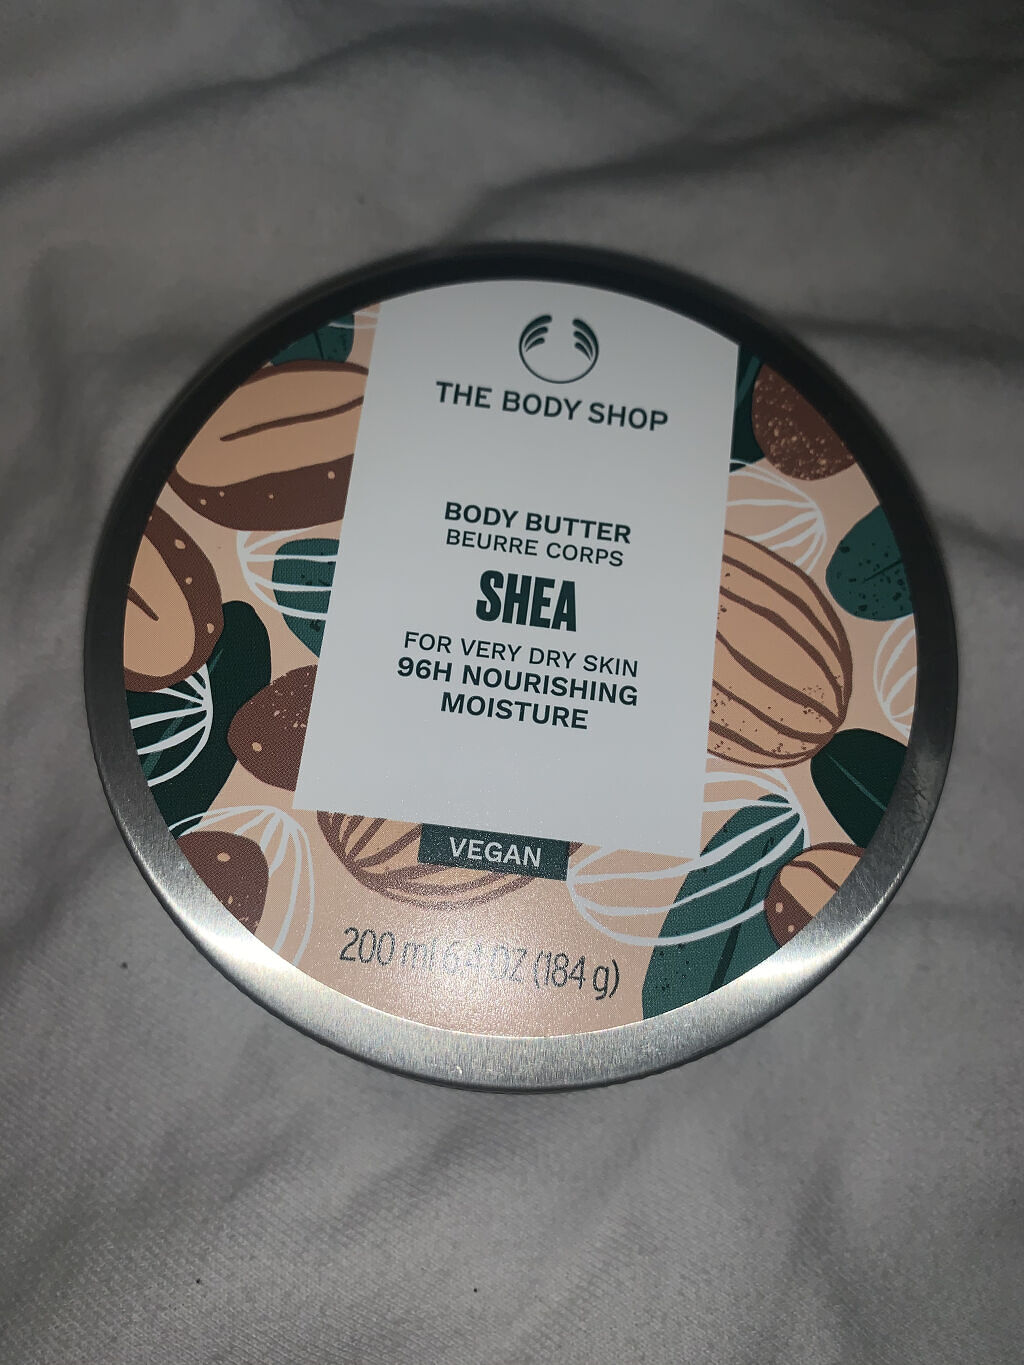 THE BODY SHOP
BODY BUTTER
BEURRE CORPS
SHEA
FOR VERY DRY SKIN
96H NOURISHING
MOISTURE
VEGAN
200 ml 6.4 OZ (184 g)